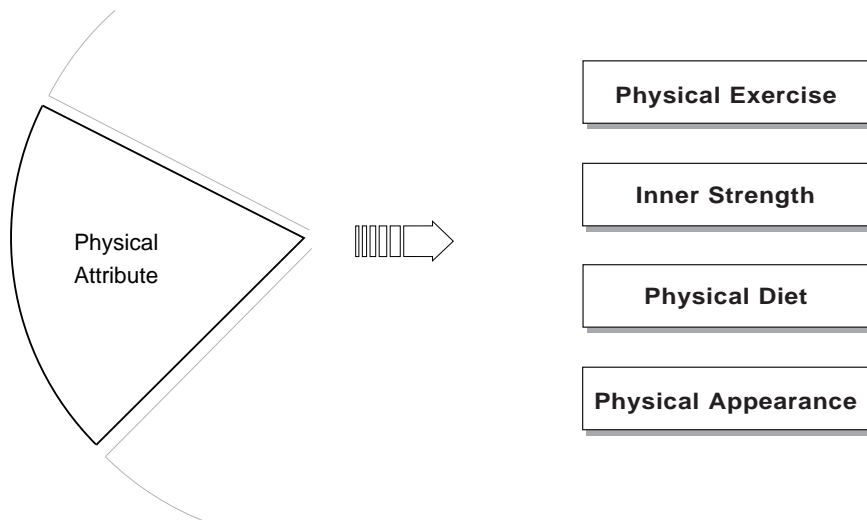 Physical
Attribute
Physical Exercise
Inner Strength
Physical Diet
Physical Appearance